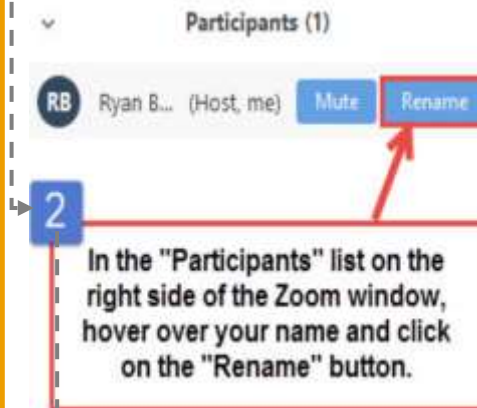 Participants (1)
RB Ryan B... (Host, me) Mute Rename
2
In the "Participants" list on the
right side of the Zoom window,
hover over your name and click
on the "Rename" button.